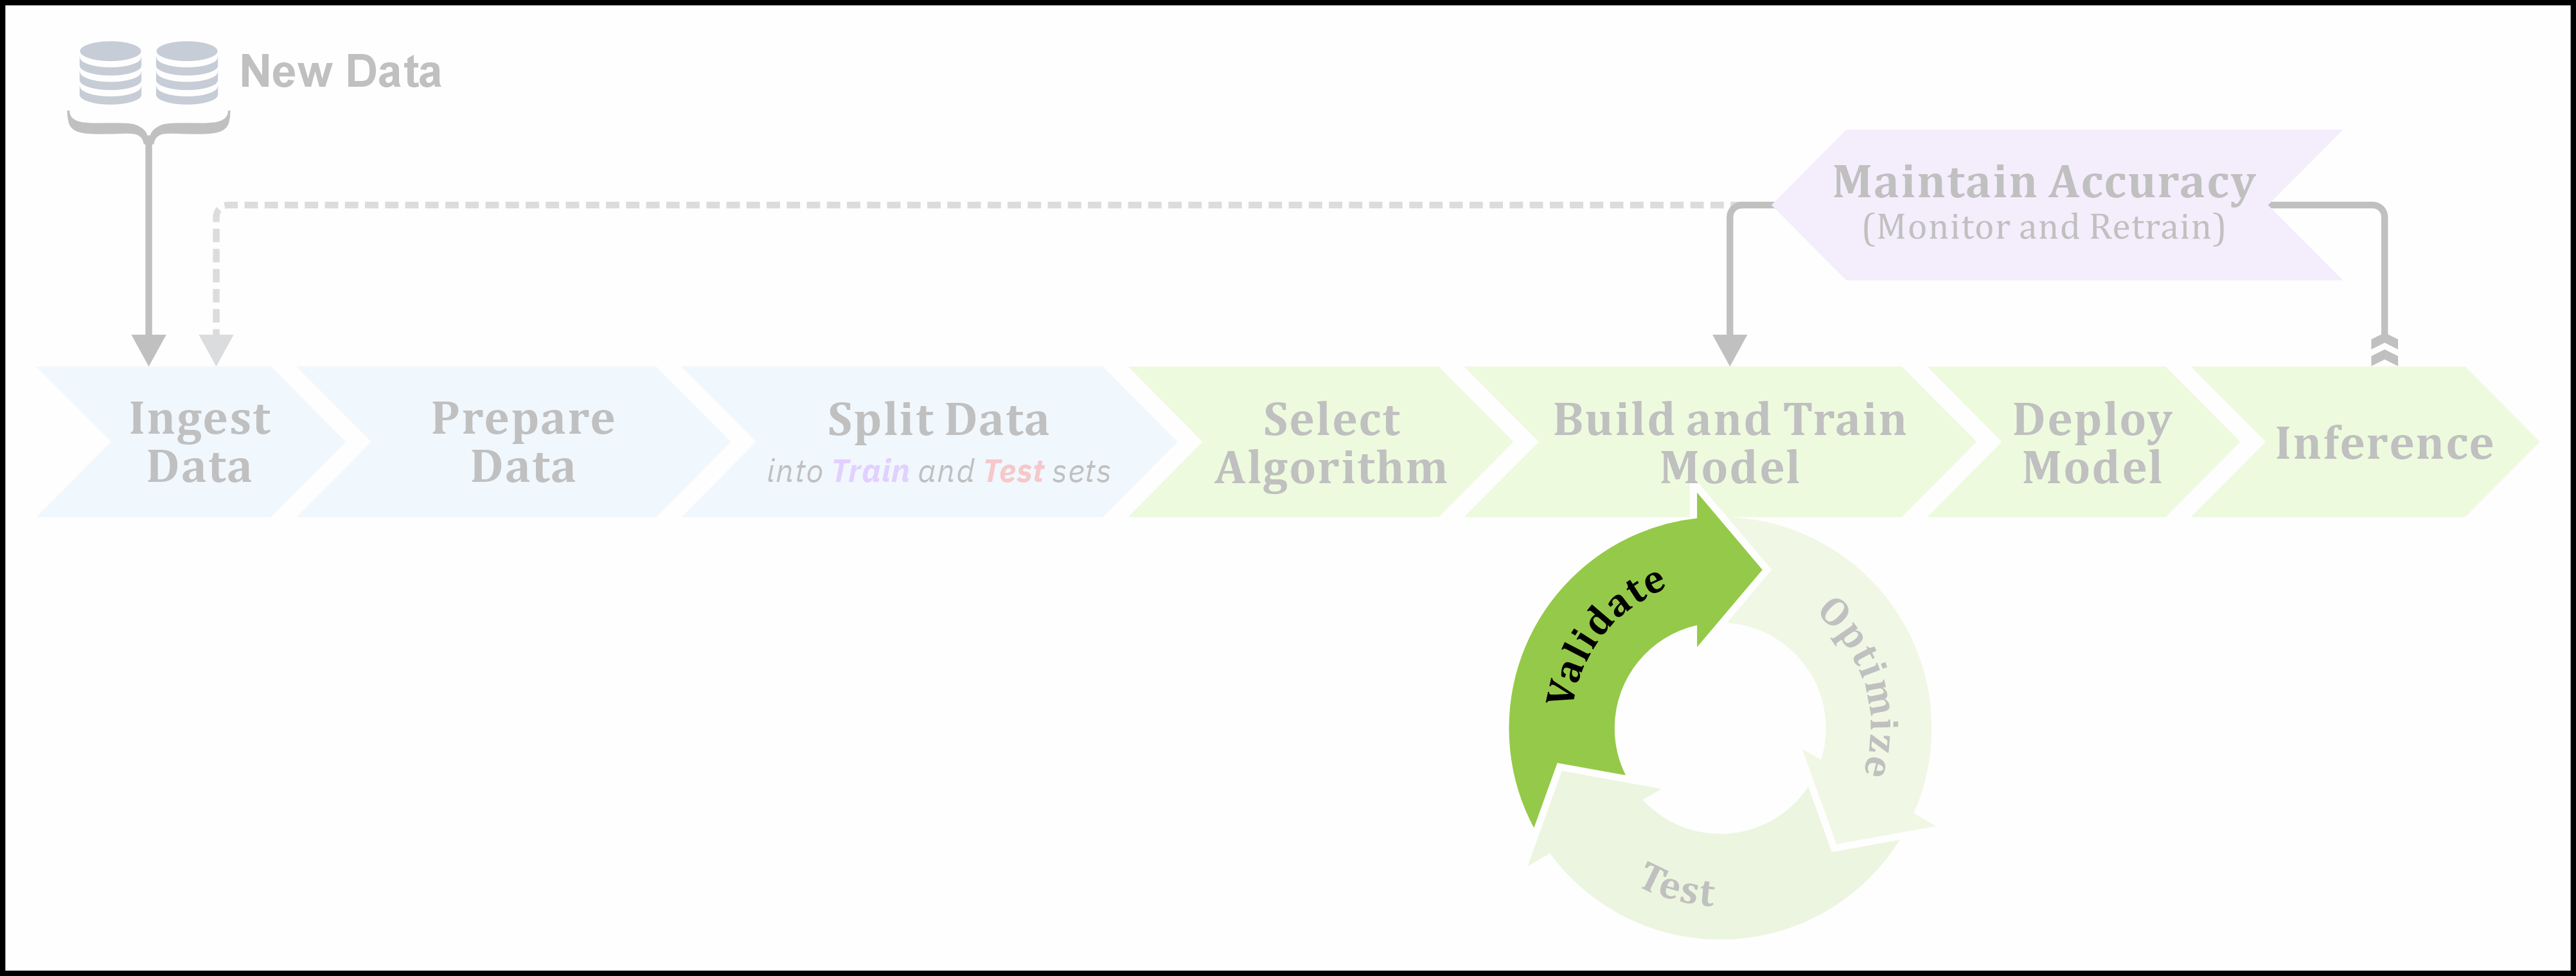 New Data
Maintain Accuracy
(Monitor and Retrain)
Ingest
Data
Prepare
Data
Split Data
into Train and Test sets
Select
Algorithm
Build and Train
Model
Deploy
Model
Inference
Validate
Optimize
Test